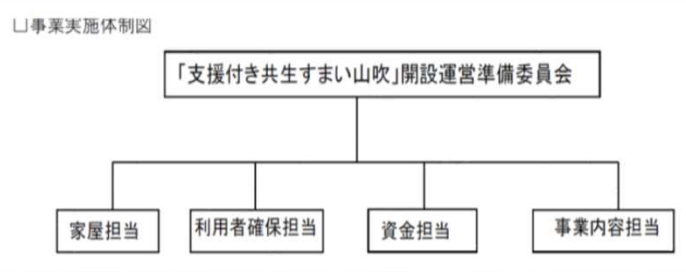 □事業実施体制図
「支援付き共生すまい山吹」開設運営準備委員会
家屋担当
利用者確保担当
資金担当
事業内容担当